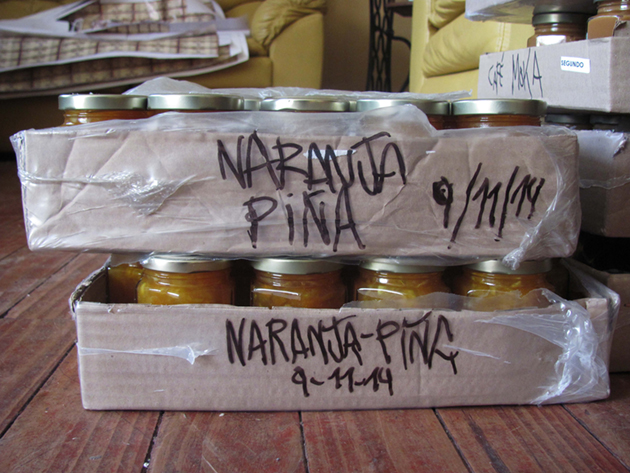 CAFÉ MOKA
SEGUNDO
NARANJA
PIÑA
9/11/14
NARANJA-PIÑA
9-11-14